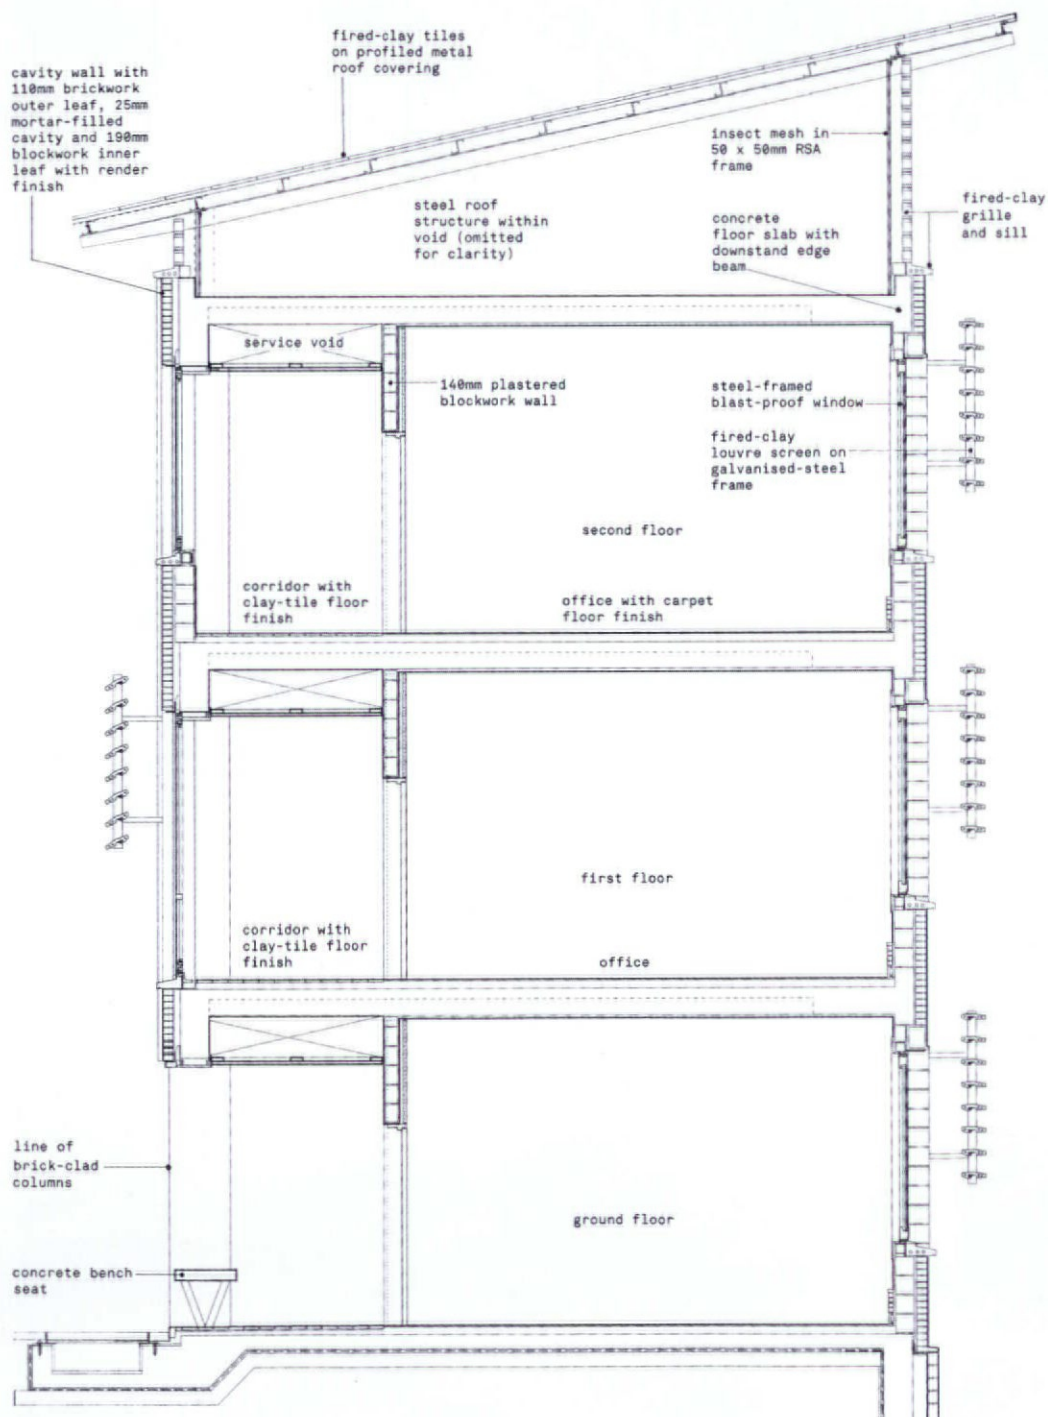 fired-clay tiles
on profiled metal
roof covering
cavity wall with
110mm brickwork
outer leaf, 25mm
mortar-filled
cavity and 190mm
blockwork inner
leaf with render
finish
insect mesh in
50 x 50mm RSA
frame
steel roof
structure within
void (omitted
for clarity)
concrete
floor slab with
downstand edge
beam
fired-clay
grille
and sill
service void
140mm plastered
blockwork wall
steel-framed
blast-proof window
fired-clay
louvre screen on
galvanised-steel
frame
second floor
corridor with
clay-tile floor
finish
office with carpet
floor finish
first floor
corridor with
clay-tile floor
finish
office
line of
brick-clad
columns
ground floor
concrete bench
seat